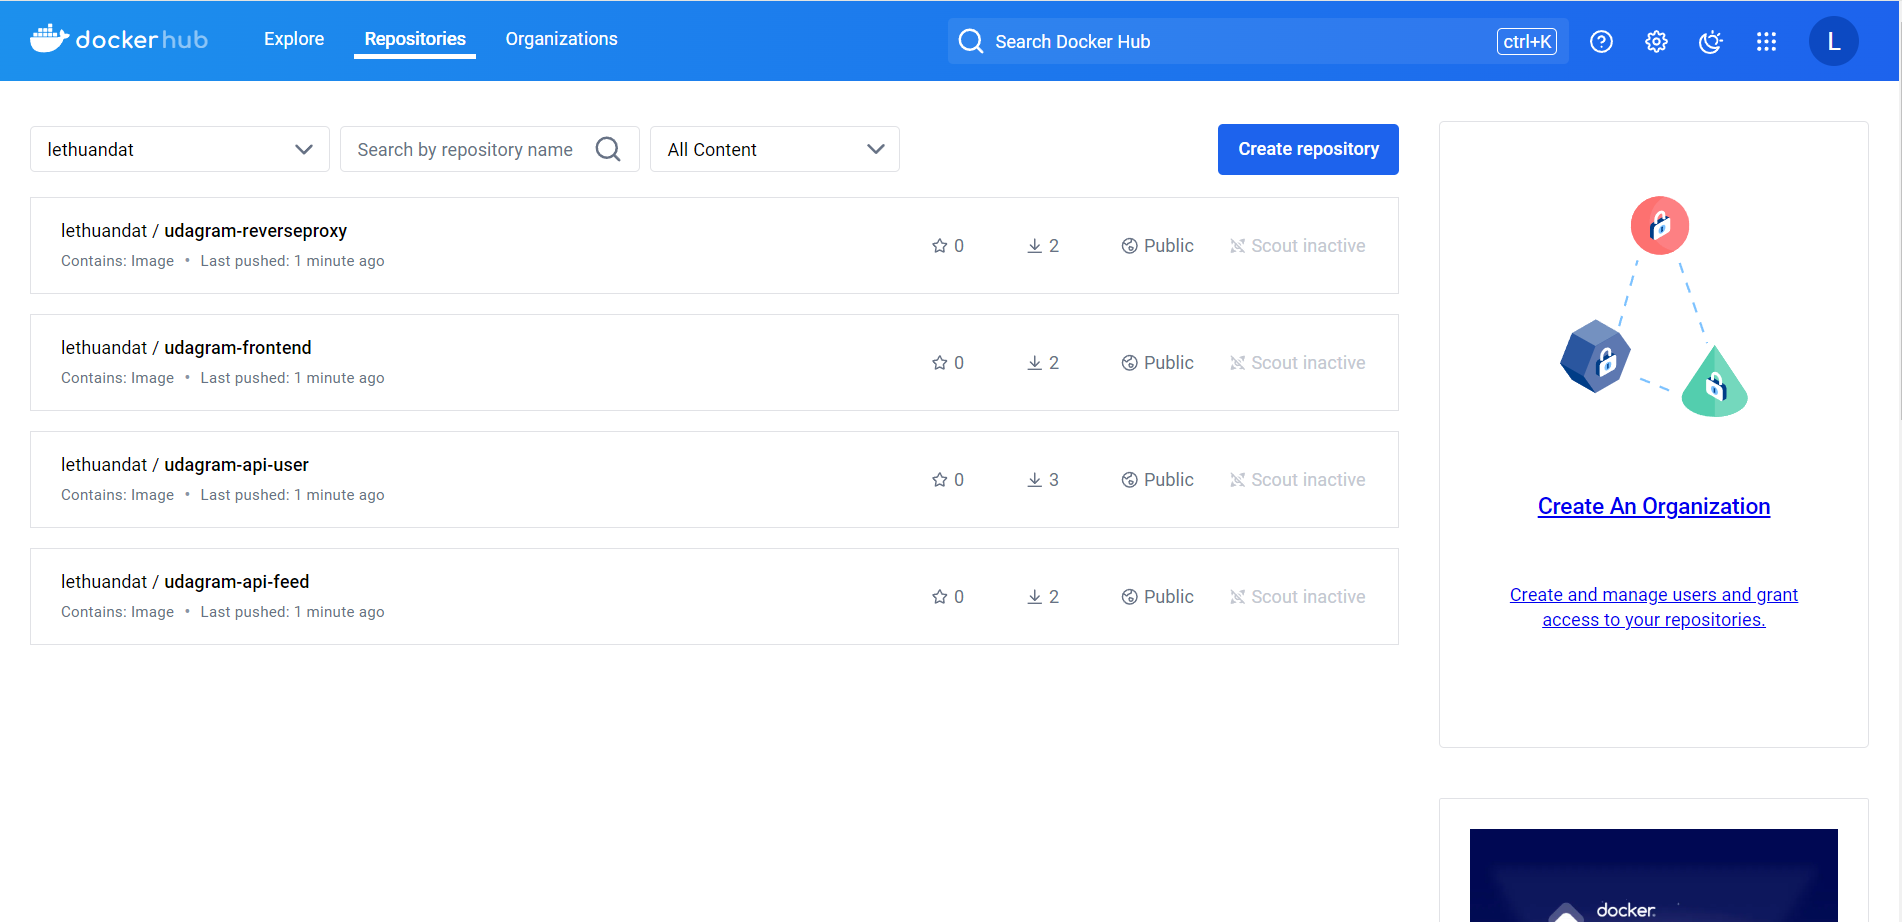 docker hub
Explore
Repositories
Organizations
Search Docker Hub
ctrl+K
L
lethuandat
Search by repository name
All Content
Create repository
lethuandat / udagram-reverseproxy
Contains: Image • Last pushed: 1 minute ago
0
2
Public
Scout inactive
lethuandat / udagram-frontend
Contains: Image • Last pushed: 1 minute ago
0
2
Public
Scout inactive
lethuandat / udagram-api-user
Contains: Image • Last pushed: 1 minute ago
0
3
Public
Scout inactive
lethuandat / udagram-api-feed
Contains: Image • Last pushed: 1 minute ago
0
2
Public
Scout inactive
Create An Organization
Create and manage users and grant
access to your repositories.
docker